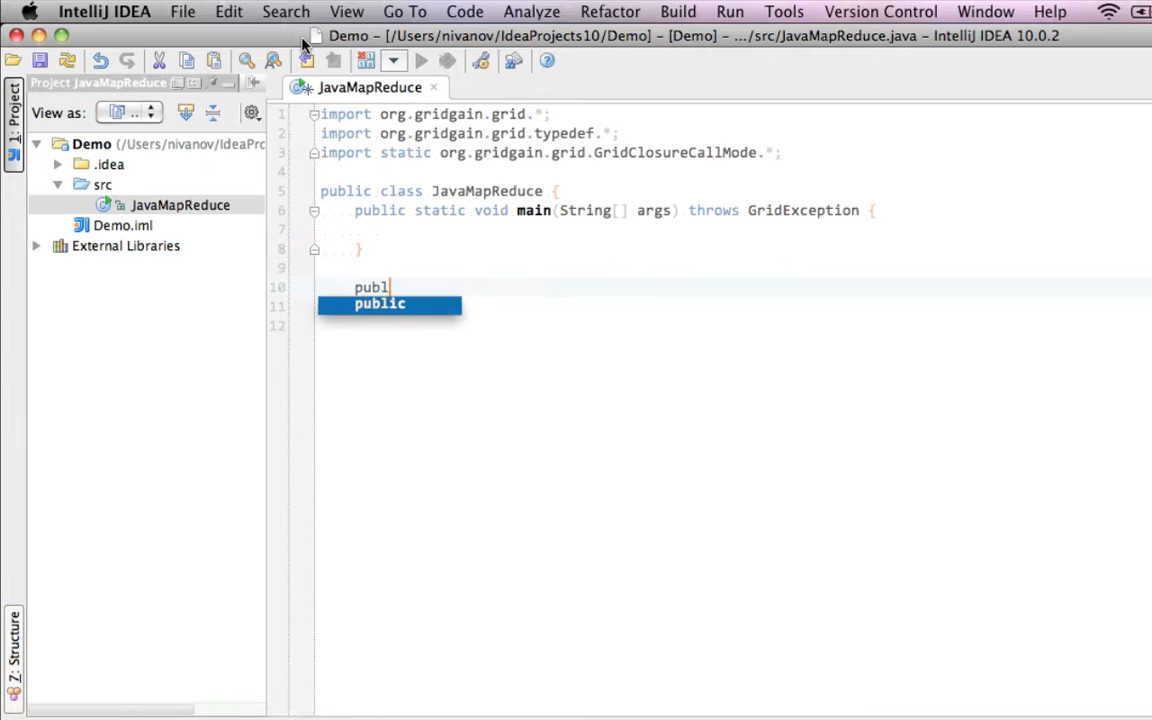 IntelliJ IDEA File Edit Search View Go To Code Analyze Refactor Build Run Tools Version Control Window Help
Demo – [/Users/nivanov/IdeaProjects10/Demo] – [Demo] – .../src/JavaMapReduce.java – IntelliJ IDEA 10.0.2
Project JavaMapReduce
JavaMapReduce
1: Project
View as:
Demo (/Users/nivanov/IdeaPrc
.idea
src
JavaMapReduce
Demo.iml
External Libraries
Z: Structure
1 import org.gridgain.grid.*;
2 import org.gridgain.grid.typedef.*;
3 import static org.gridgain.grid.GridClosureCallMode.*;
4
5 public class JavaMapReduce {
6 public static void main(String[] args) throws GridException {
7
8 }
9
10 publ
public
11
12